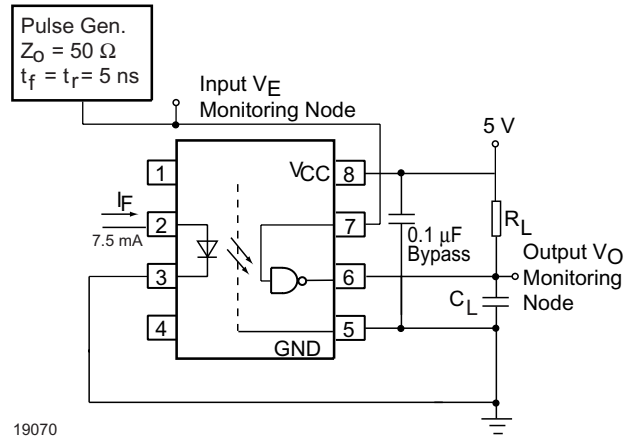 Pulse Gen.
Zo = 50 Ω
tf = tr= 5 ns
Input VE
Monitoring Node
5 V
1
VCC
8
IF
7.5 mA
2
7
0.1 µF
Bypass
RL
3
6
Output VO
Monitoring
Node
CL
4
5
GND
19070